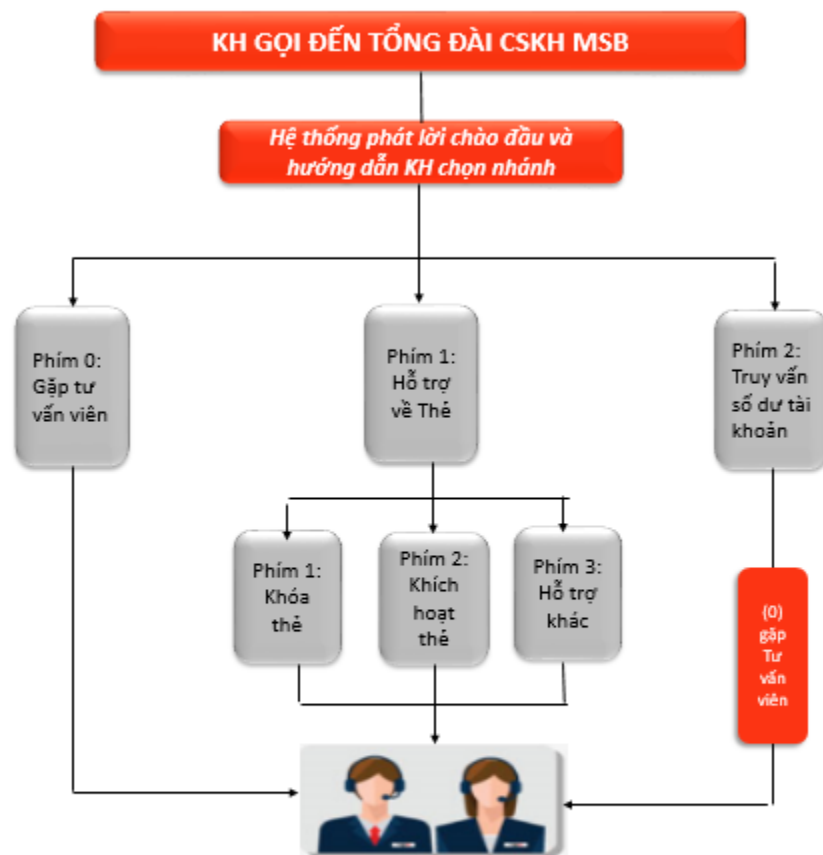 KH GỌI ĐẾN TỔNG ĐÀI CSKH MSB
Hệ thống phát lời chào đầu và
hướng dẫn KH chọn nhánh
Phím 0:
Gặp tư
vấn viên
Phím 1:
Hỗ trợ
về Thẻ
Phím 2:
Truy vấn
số dư tài
khoản
Phím 1:
Khóa
thẻ
Phím 2:
Khích
hoạt
thẻ
Phím 3:
Hỗ trợ
khác
(0)
gặp
Tư
vấn
viên